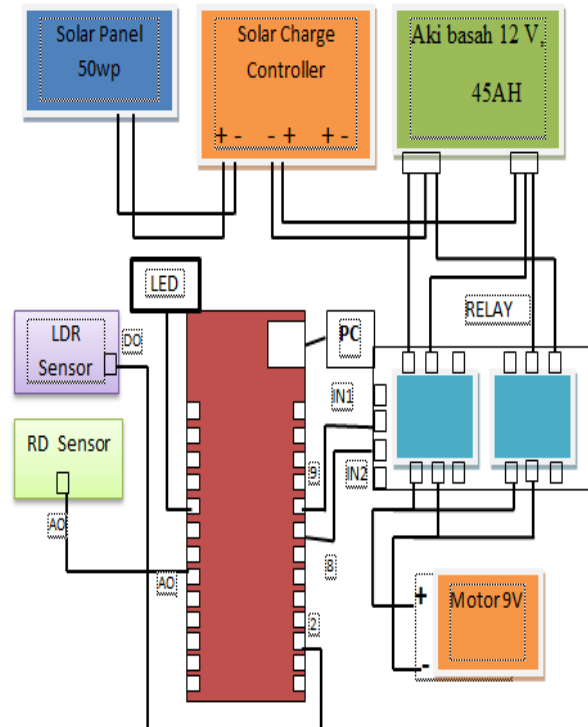 Solar Panel
50wp
Solar Charge
Controller
+ - - + + -
Aki basah 12 V,
45AH
LED
LDR
Sensor
DO
PC
RELAY
RD Sensor
AO
AO
IN1
IN2
9
8
2
+
-
Motor 9V